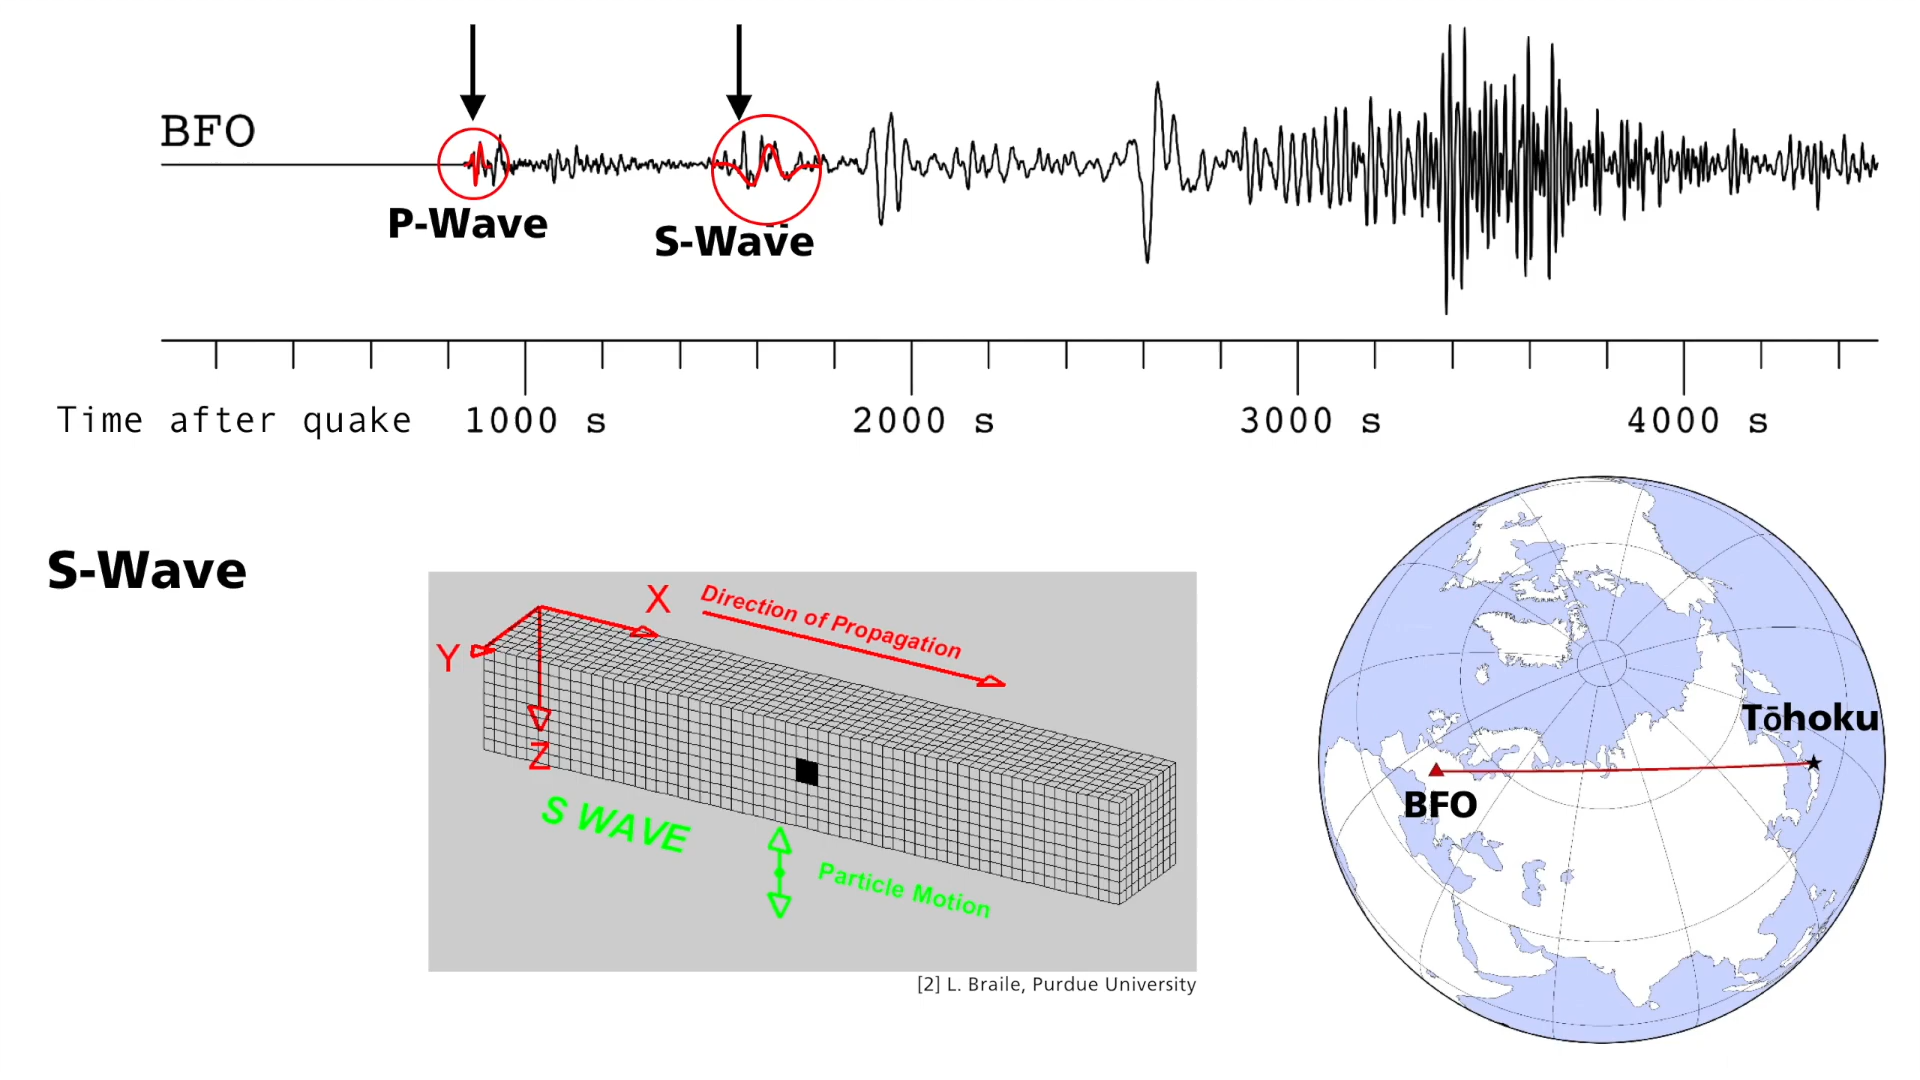 BFO
P-Wave
S-Wave
Time after quake
1000 s
2000 s
3000 s
4000 s
S-Wave
X
Y
Z
Direction of Propagation
S WAVE
Particle Motion
[2] L. Braile, Purdue University
Tōhoku
BFO